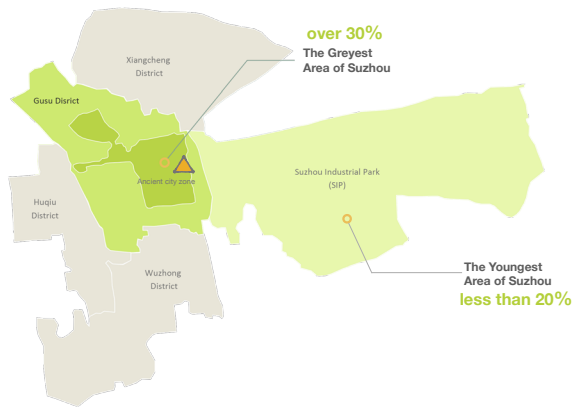 over 30%
The Greyest
Area of Suzhou
Xiangcheng
District
Gusu Disrict
Ancient city zone
Suzhou Industrial Park
(SIP)
Huqiu
District
Wuzhong
District
The Youngest
Area of Suzhou
less than 20%